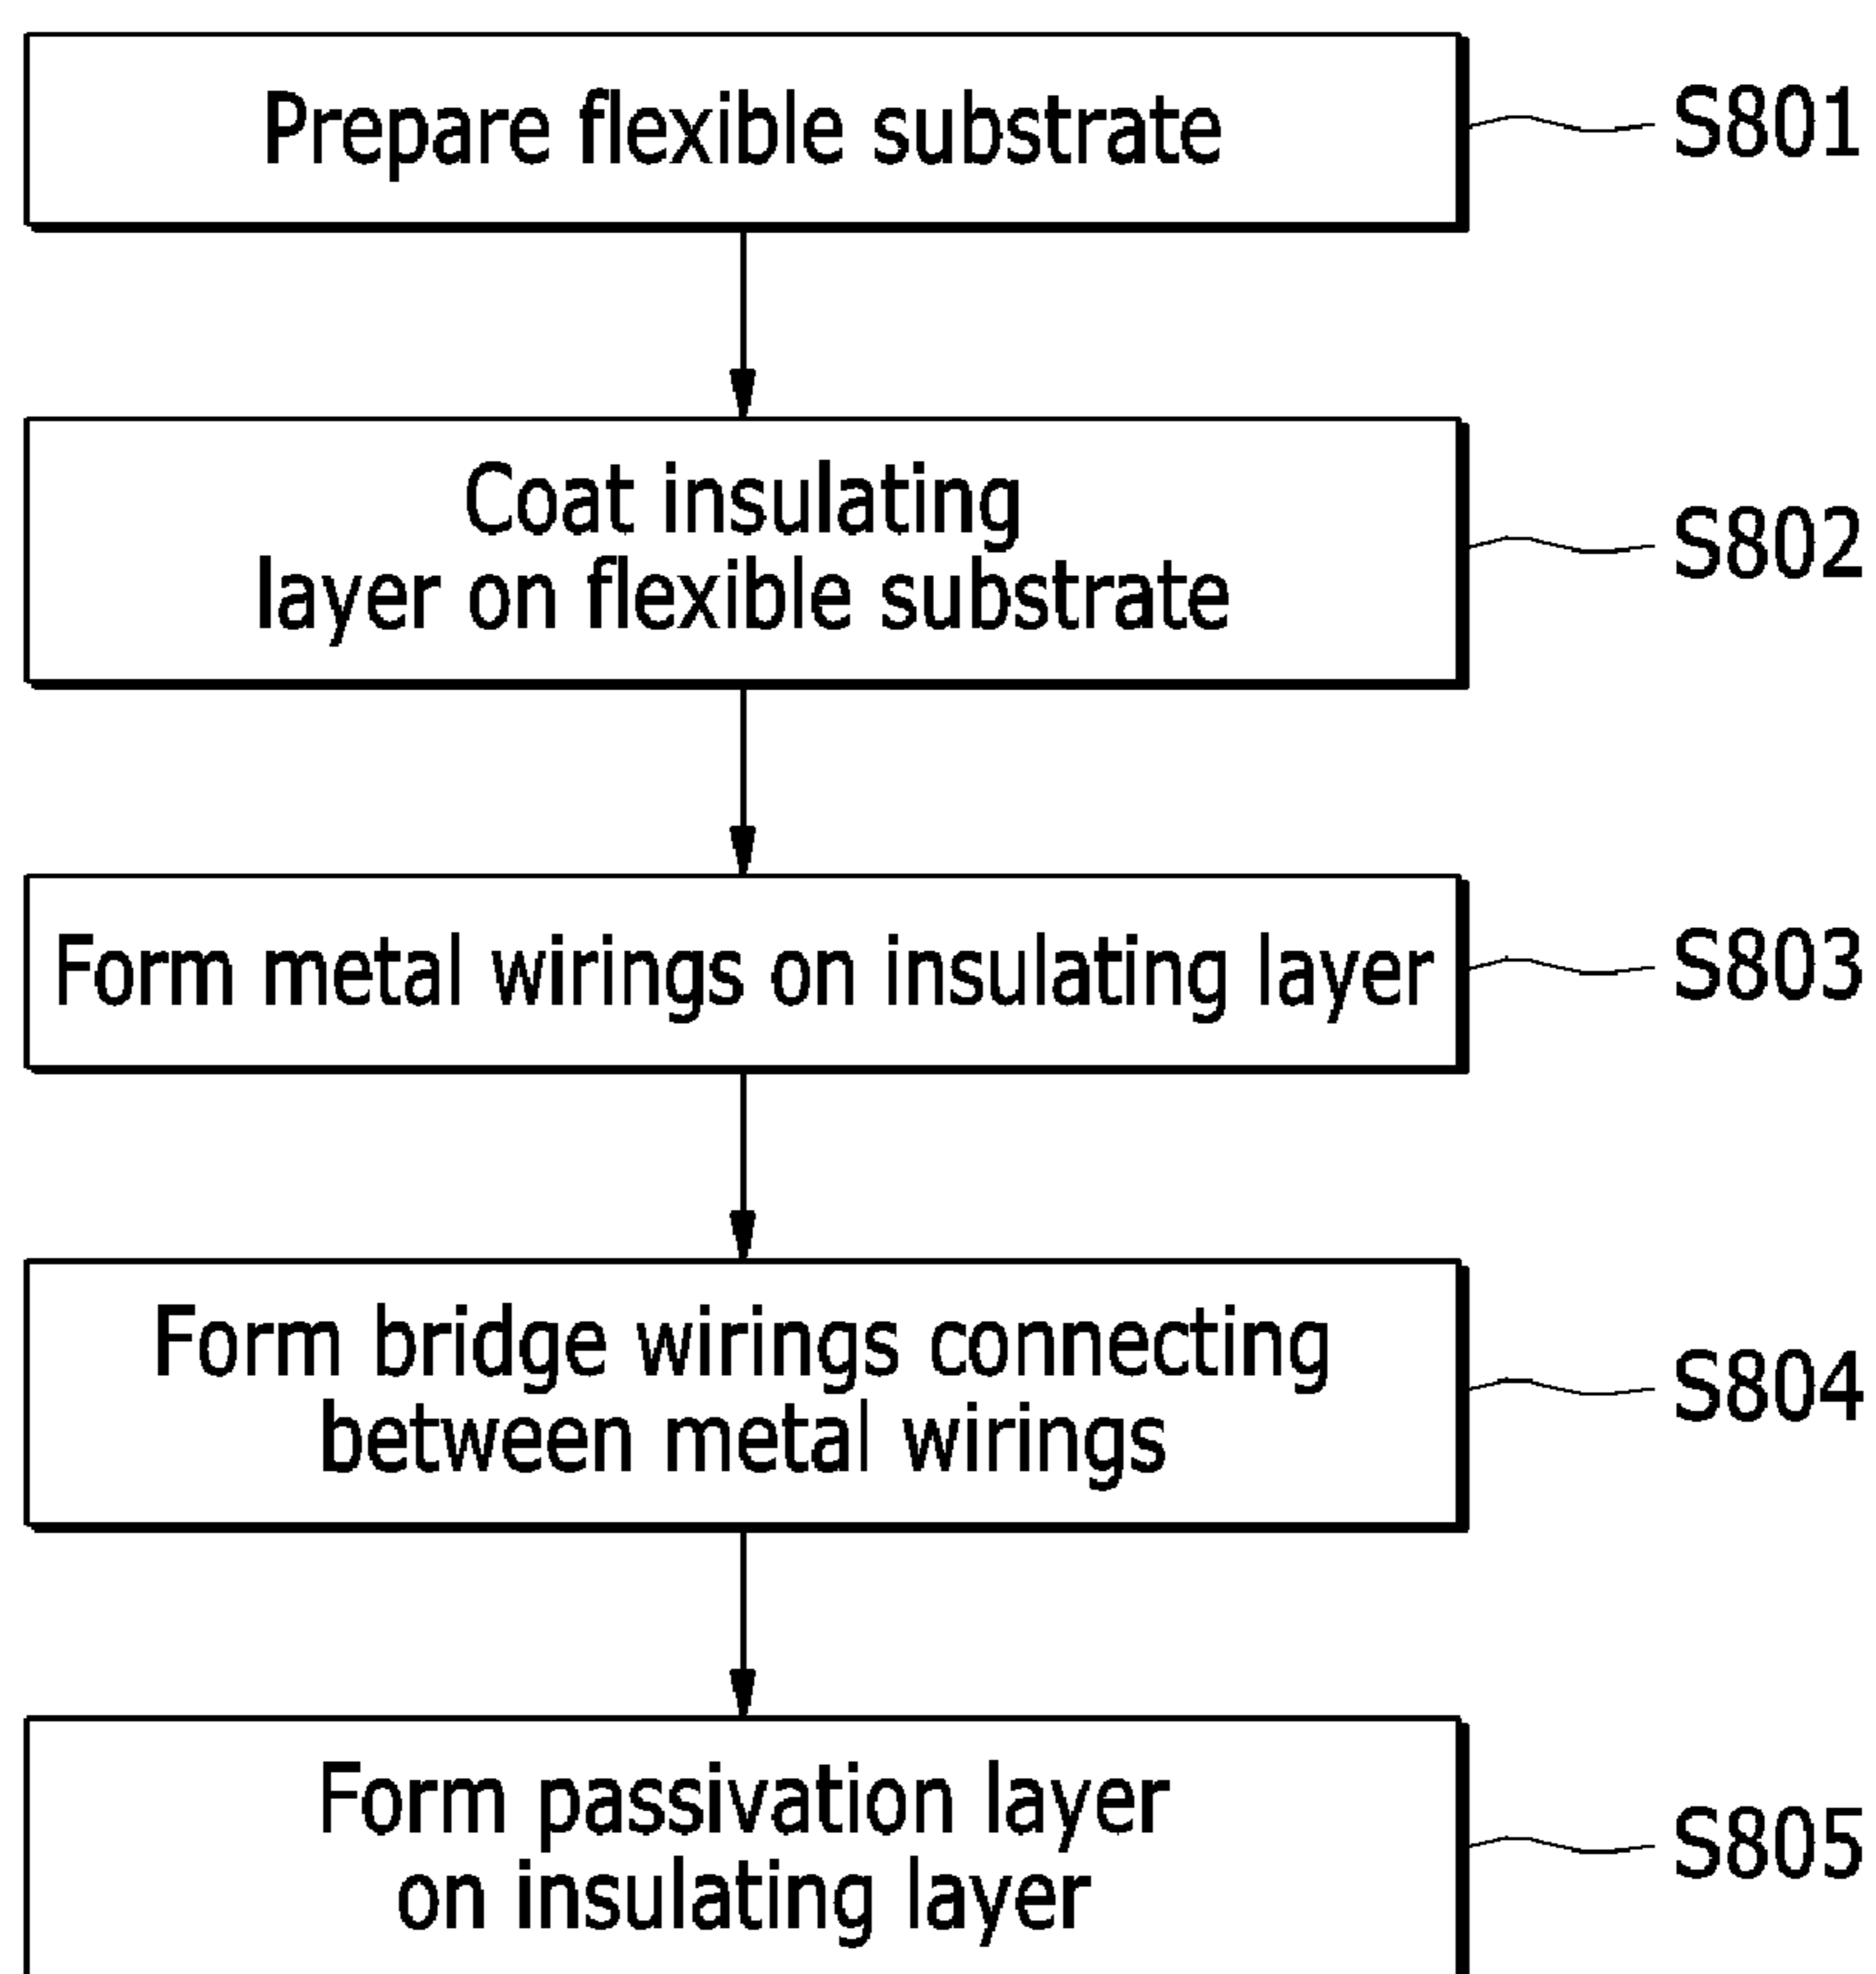 Prepare flexible substrate
S801
Coat insulating
layer on flexible substrate
S802
Form metal wirings on insulating layer
S803
Form bridge wirings connecting
between metal wirings
S804
Form passivation layer
on insulating layer
S805